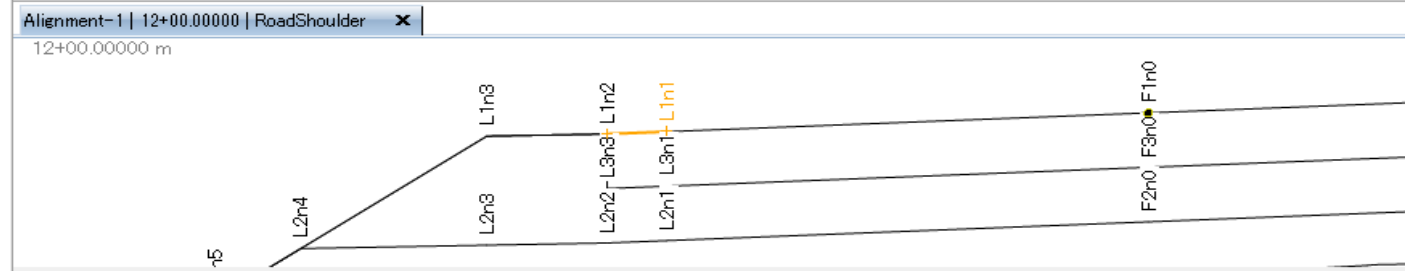 Alignment-1 | 12+00.00000 | RoadShoulder
12+00.00000 m
L1n3
L1n2
L1n1
F1n0
L3n3
L3n1
F3n0
L2n4
L2n3
L2n2
L2n1
F2n0
n5